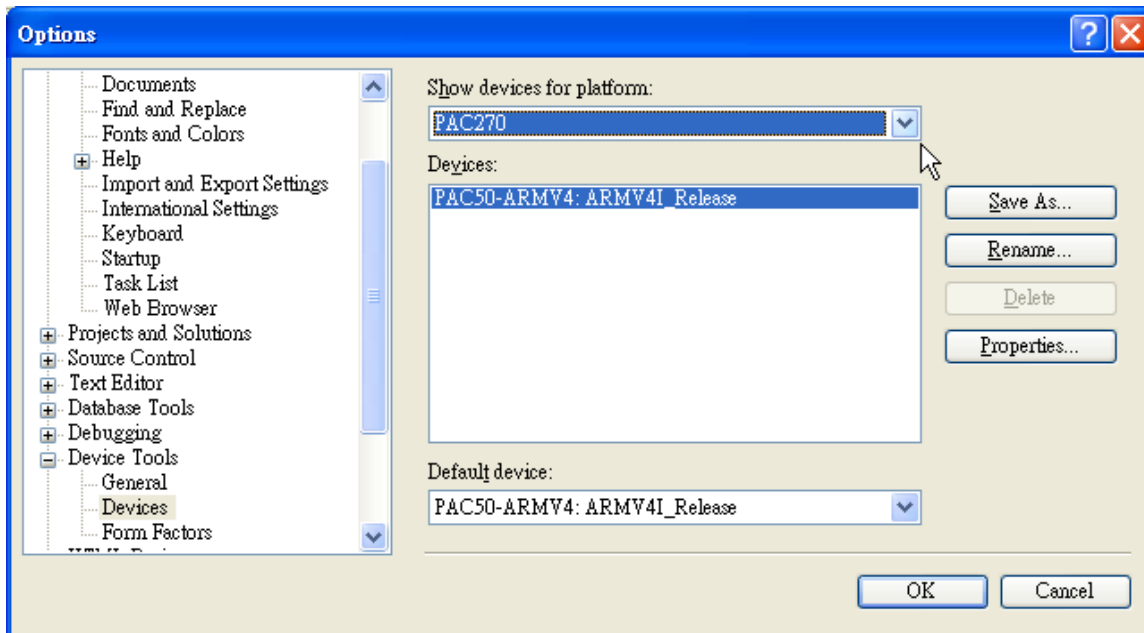 Options
Documents
Find and Replace
Fonts and Colors
Help
Import and Export Settings
International Settings
Keyboard
Startup
Task List
Web Browser
Projects and Solutions
Source Control
Text Editor
Database Tools
Debugging
Device Tools
General
Devices
Form Factors
Show devices for platform:
PAC270
Devices:
PAC50-ARMV4: ARMV4I_Release
Save As...
Rename...
Delete
Properties...
Default device:
PAC50-ARMV4: ARMV4I_Release
OK
Cancel